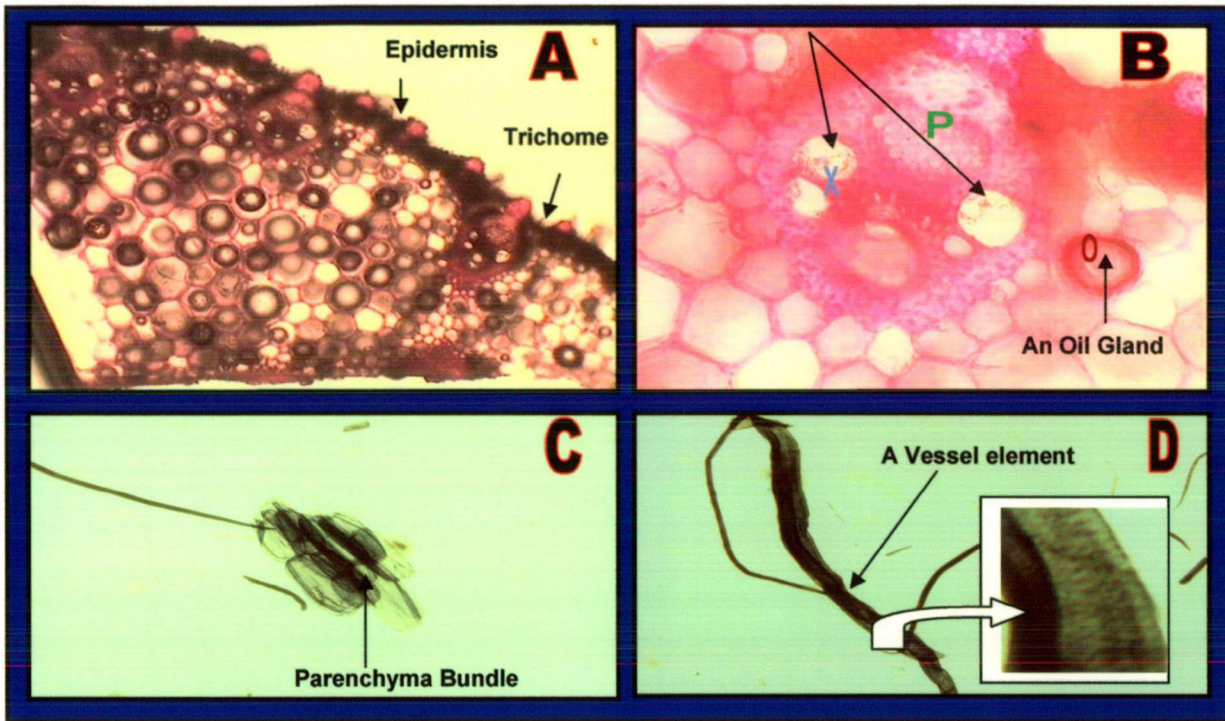 A
Epidermis
Trichome
B
P
X
O
An Oil Gland
C
Parenchyma Bundle
D
A Vessel element